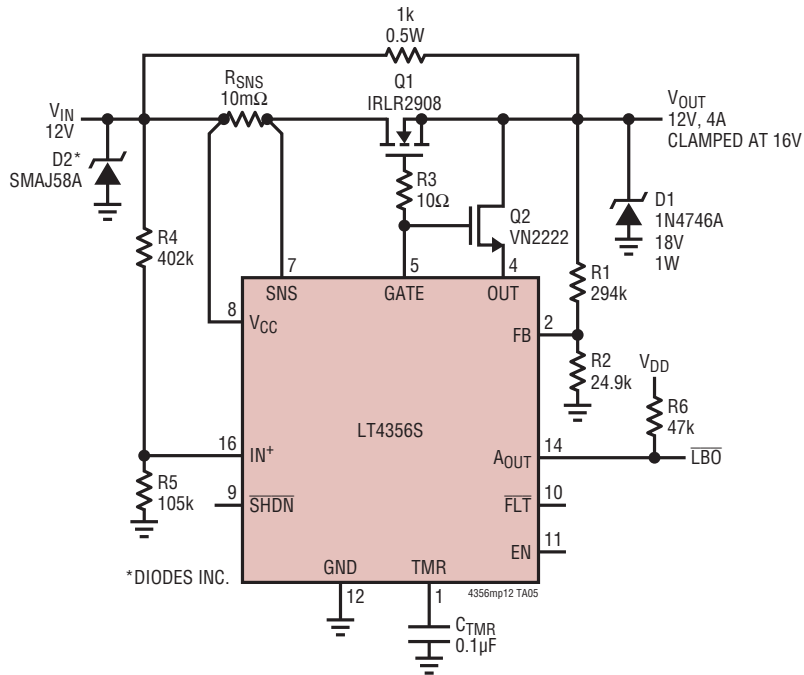 1k
0.5W
RSNS
10mΩ
Q1
IRLR2908
VIN
12V
VOUT
12V, 4A
CLAMPED AT 16V
D2*
SMAJ58A
R3
10Ω
Q2
VN2222
D1
1N4746A
18V
1W
R4
402k
7
5
4
R1
294k
SNS
GATE
OUT
8
VCC
FB
2
R2
24.9k
VDD
R6
47k
LT4356S
16
IN+
AOUT
14
LBO
R5
105k
9
SHDN
FLT
10
EN
11
*DIODES INC.
GND
TMR
12
1
4356mp12 TA05
CTMR
0.1µF